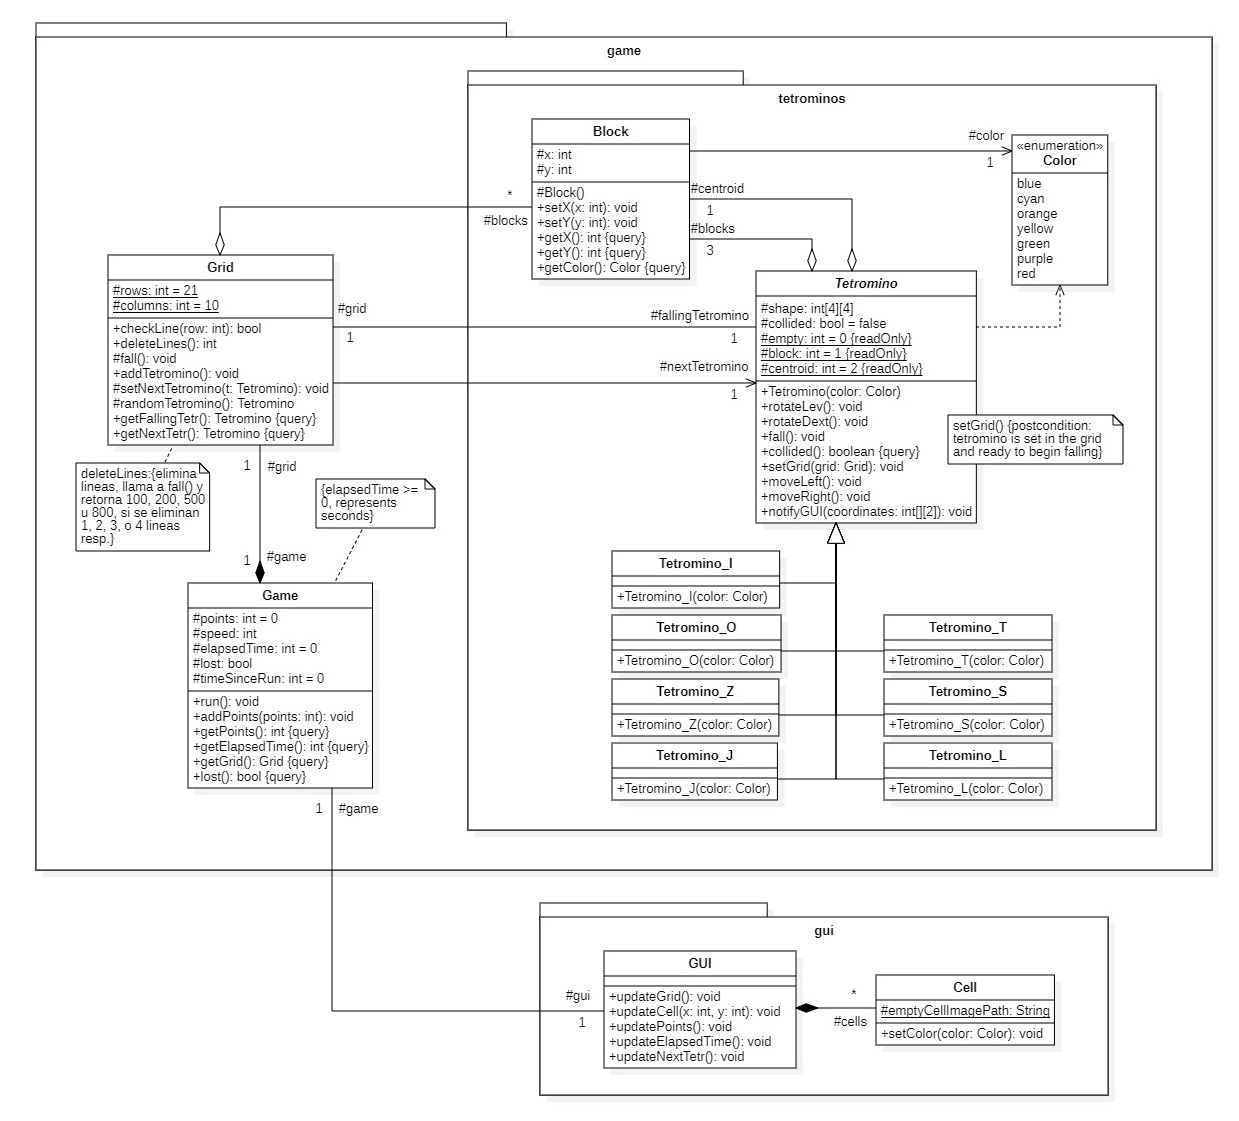 game
tetrominos
Block
#x: int
#y: int
#Block()
+setX(x: int): void
+setY(y: int): void
+getX(): int {query}
+getY(): int {query}
+getColor(): Color {query}
#color
1
«enumeration»
Color
blue
cyan
orange
yellow
green
purple
red
*
#blocks
#centroid
1
#blocks
3
Grid
#rows: int = 21
#columns: int = 10
+checkLine(row: int): bool
+deleteLines(): int
#fall(): void
+addTetromino(): void
#setNextTetromino(t: Tetromino): void
#randomTetromino(): Tetromino
+getFallingTetr(): Tetromino {query}
+getNextTetr(): Tetromino {query}
#grid
1
#fallingTetromino
1
#nextTetromino
1
Tetromino
#shape: int[4][4]
#collided: bool = false
#empty: int = 0 {readOnly}
#block: int = 1 {readOnly}
#centroid: int = 2 {readOnly}
+Tetromino(color: Color)
+rotateLev(): void
+rotateDext(): void
+fall(): void
+collided(): boolean {query}
+setGrid(grid: Grid): void
+moveLeft(): void
+moveRight(): void
+notifyGUI(coordinates: int[][2]): void
setGrid() {postcondition:
tetromino is set in the grid
and ready to begin falling}
deleteLines:{elimina
lineas, llama a fall() y
retorna 100, 200, 500
u 800, si se eliminan
1, 2, 3, o 4 lineas
resp.}
1
#grid
{elapsedTime >=
0, represents
seconds}
1
#game
Game
#points: int = 0
#speed: int
#elapsedTime: int = 0
#lost: bool
#timeSinceRun: int = 0
+run(): void
+addPoints(points: int): void
+getPoints(): int {query}
+getElapsedTime(): int {query}
+getGrid(): Grid {query}
+lost(): bool {query}
1
#game
Tetromino_I
+Tetromino_I(color: Color)
Tetromino_O
+Tetromino_O(color: Color)
Tetromino_T
+Tetromino_T(color: Color)
Tetromino_Z
+Tetromino_Z(color: Color)
Tetromino_S
+Tetromino_S(color: Color)
Tetromino_J
+Tetromino_J(color: Color)
Tetromino_L
+Tetromino_L(color: Color)
gui
GUI
+updateGrid(): void
+updateCell(x: int, y: int): void
+updatePoints(): void
+updateElapsedTime(): void
+updateNextTetr(): void
#gui
1
*
#cells
Cell
#emptyCellImagePath: String
+setColor(color: Color): void